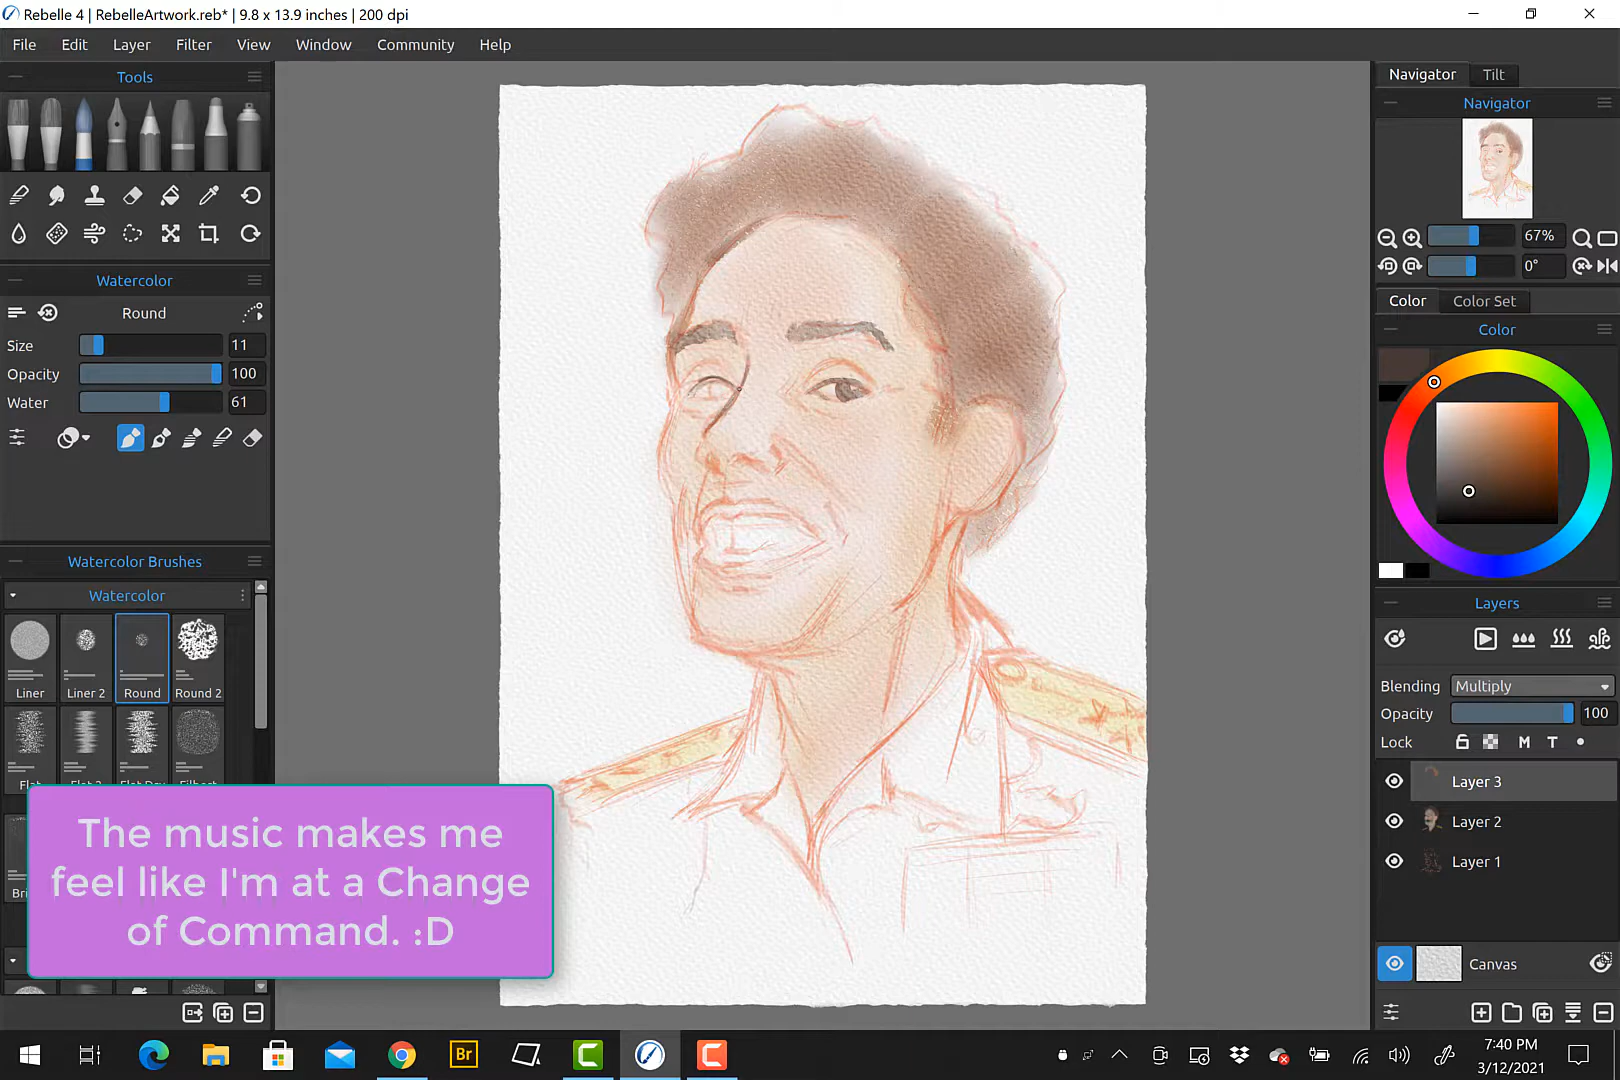 Rebelle 4 | RebelleArtwork.reb* | 9.8 x 13.9 inches | 200 dpi
File Edit Layer Filter View Window Community Help
Tools
Watercolor
Round
Size 11
Opacity 100
Water 61
Watercolor Brushes
Watercolor
Liner Liner 2 Round Round 2
The music makes me
feel like I'm at a Change
of Command. :D
Navigator Tilt
Navigator
67%
0°
Color Color Set
Color
Layers
Blending Multiply
Opacity 100
Lock M T
Layer 3
Layer 2
Layer 1
Canvas
Br
7:40 PM
3/12/2021